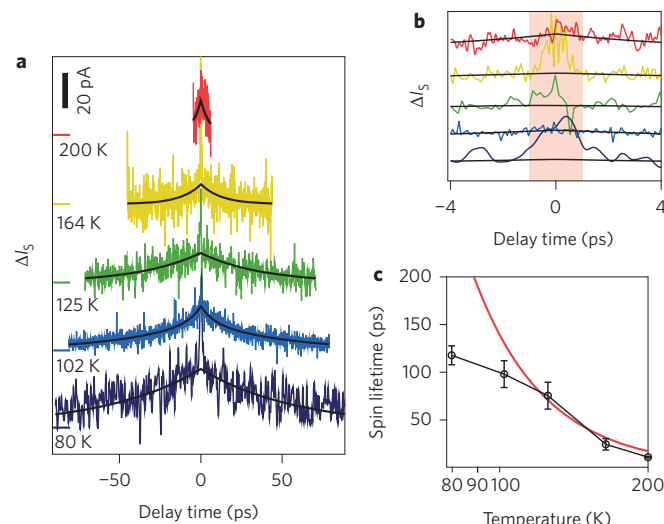 a
20 pA
200 K
164 K
125 K
102 K
80 K
ΔIS
−50 0 50
Delay time (ps)
b
ΔIS
−4 0 4
Delay time (ps)
c
200
150
100
50
Spin lifetime (ps)
80 90 100 200
Temperature (K)